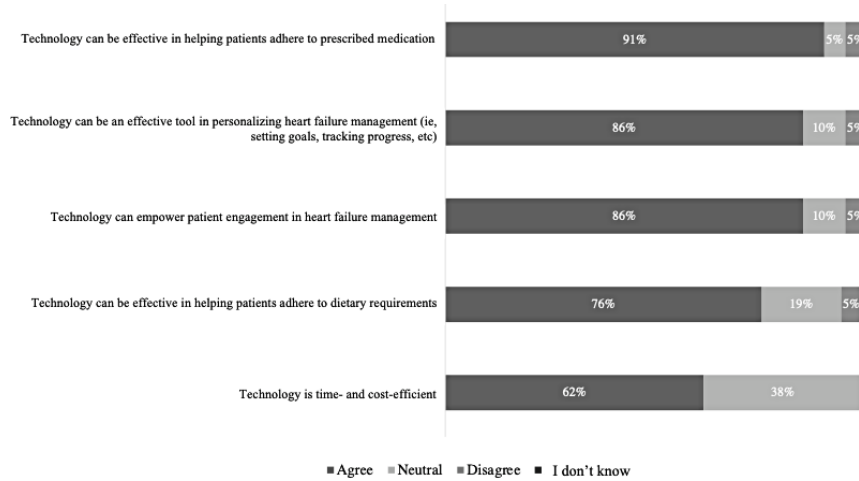 Technology can be effective in helping patients adhere to prescribed medication
91%
5%
5%
Technology can be an effective tool in personalizing heart failure management (ie,
setting goals, tracking progress, etc)
86%
10%
5%
Technology can empower patient engagement in heart failure management
86%
10%
5%
Technology can be effective in helping patients adhere to dietary requirements
76%
19%
5%
Technology is time- and cost-efficient
62%
38%
Agree Neutral Disagree I don't know